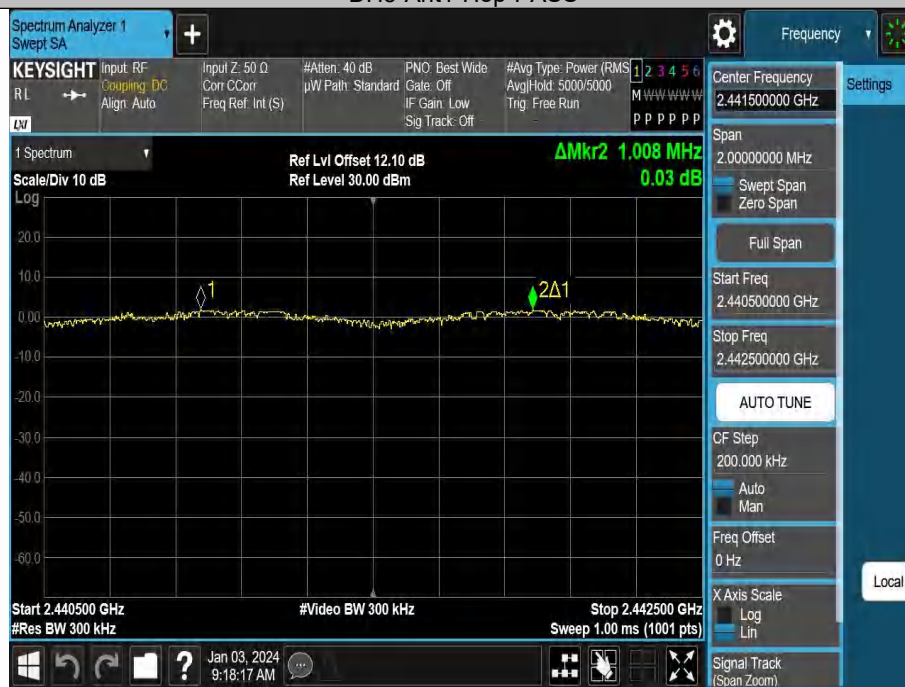 Spectrum Analyzer 1
Swept SA
Frequency
KEYSIGHT
RL
LXI
Input: RF
Coupling: DC
Align: Auto
Input Z: 50 Ω
Corr CCorr
Freq Ref: Int (S)
#Atten: 40 dB
µW Path: Standard
PNO: Best Wide
Gate: Off
IF Gain: Low
Sig Track: Off
#Avg Type: Power (RMS
Avg|Hold: 5000/5000
Trig: Free Run
1 2 3 4 5 6
M W W W W W
P P P P P P
1 Spectrum
Scale/Div 10 dB
Log
Ref Lvl Offset 12.10 dB
Ref Level 30.00 dBm
ΔMkr2 1.008 MHz
0.03 dB
20.0
10.0
0.00
-10.0
-20.0
-30.0
-40.0
-50.0
-60.0
1
2Δ1
Start 2.440500 GHz
#Res BW 300 kHz
#Video BW 300 kHz
Stop 2.442500 GHz
Sweep 1.00 ms (1001 pts)
Jan 03, 2024
9:18:17 AM
Center Frequency
2.441500000 GHz
Span
2.00000000 MHz
Swept Span
Zero Span
Full Span
Start Freq
2.440500000 GHz
Stop Freq
2.442500000 GHz
AUTO TUNE
CF Step
200.000 kHz
Auto
Man
Freq Offset
0 Hz
X Axis Scale
Log
Lin
Signal Track
(Span Zoom)
Settings
Local